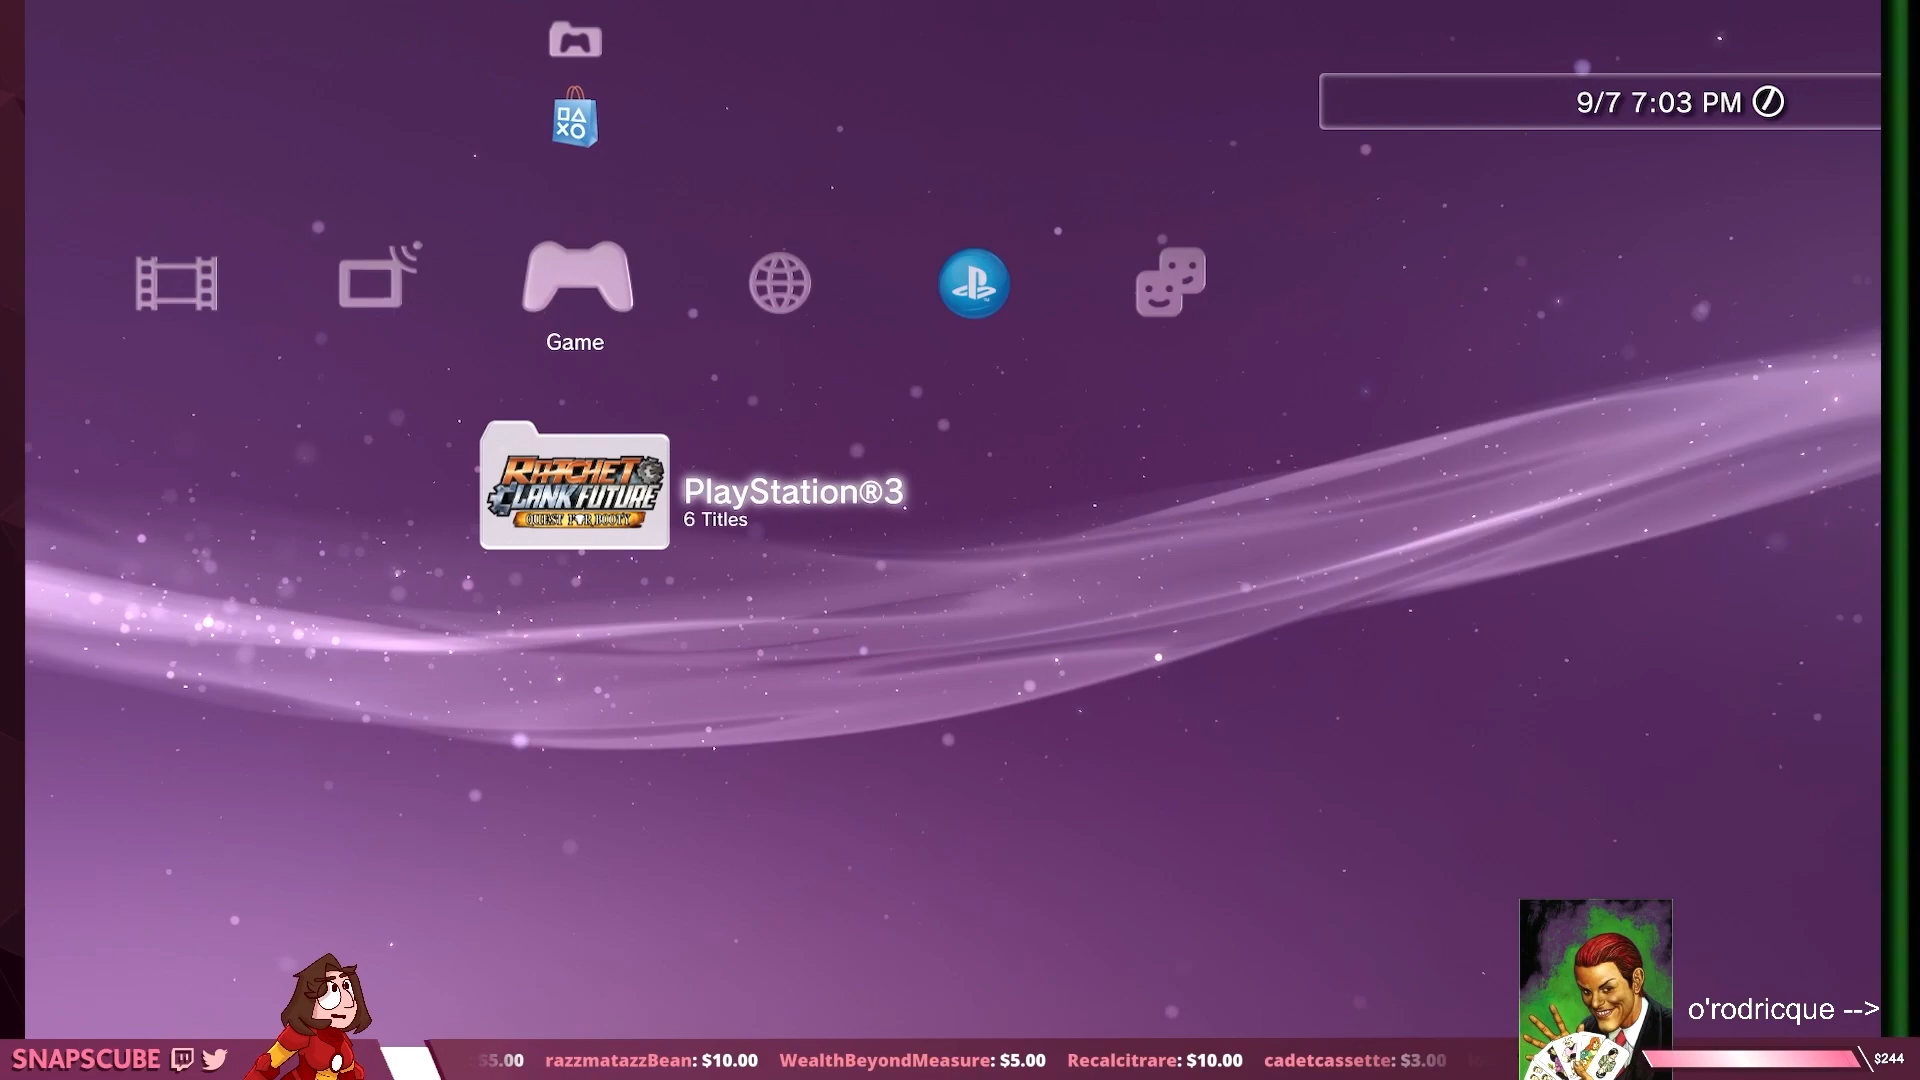 9/7 7:03 PM
Game
RATCHET
CLANK FUTURE
QUEST FOR BOOTY
PlayStation®3
6 Titles
o'rodricque -->
SNAPSCUBE
$5.00 razzmatazzBean: $10.00 WealthBeyondMeasure: $5.00 Recalcitrare: $10.00 cadetcassette: $3.00
$244